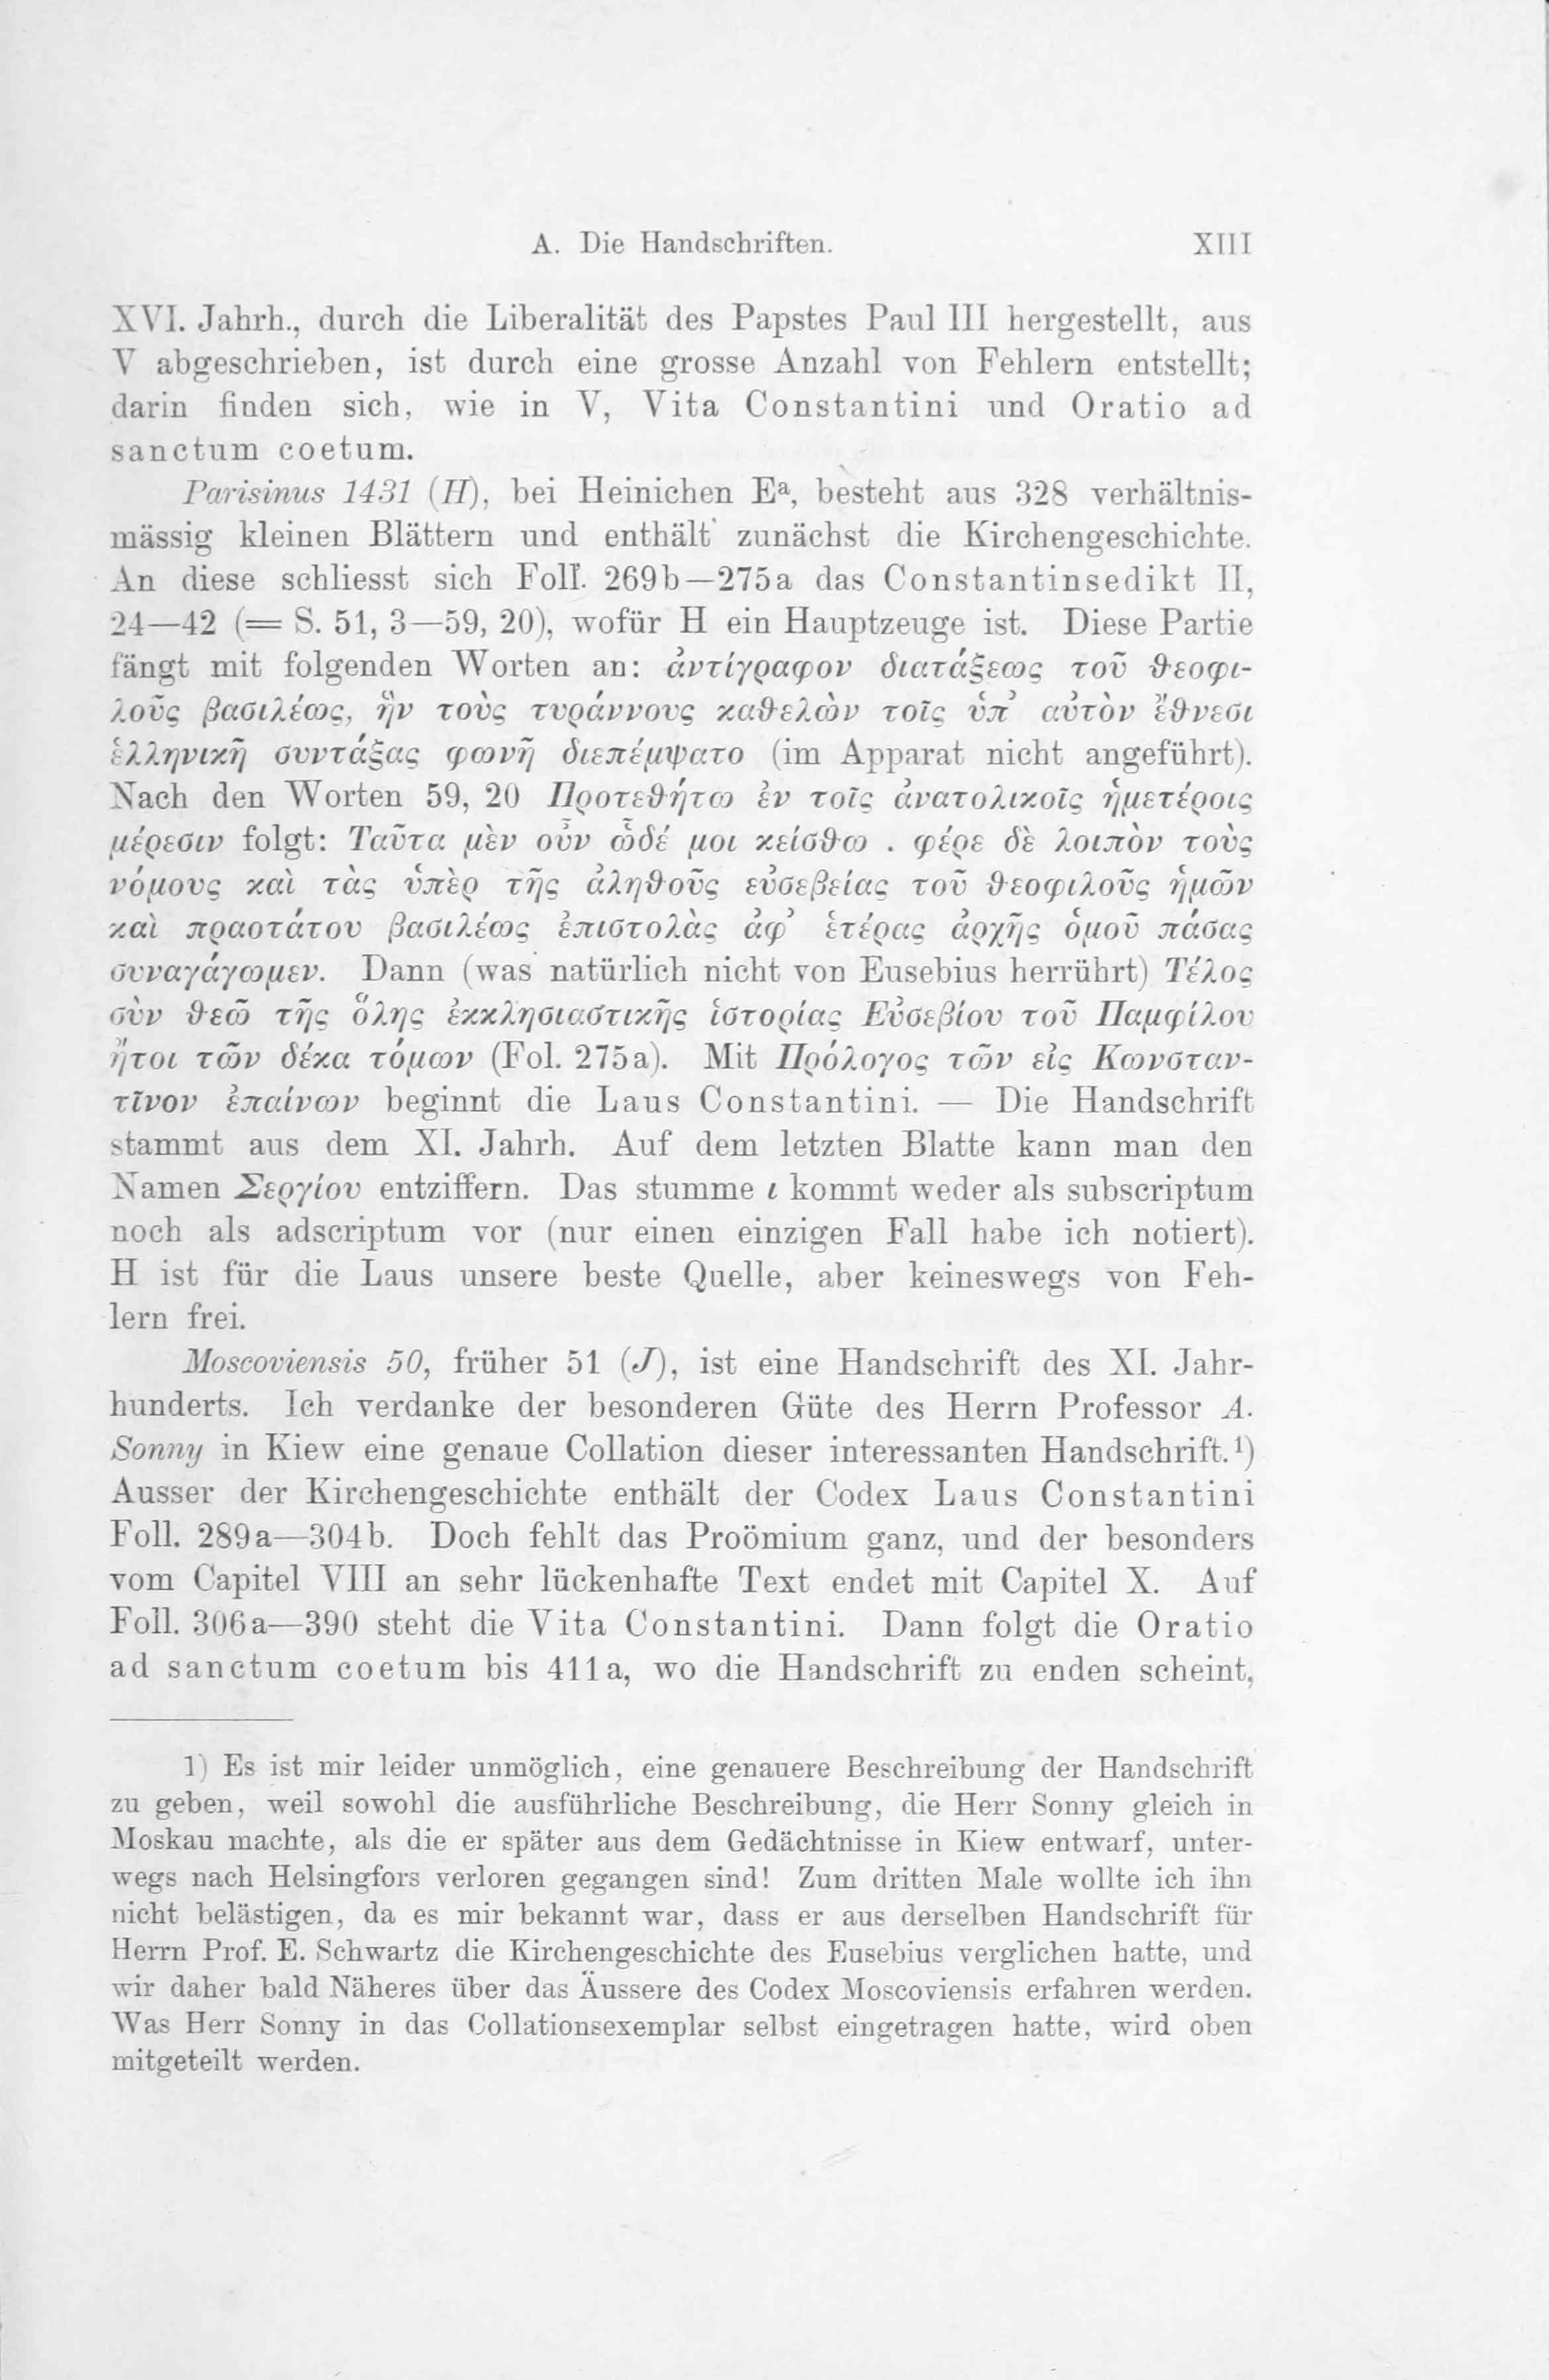 A. Die Handschriften. XIII
XVI. Jahrh., durch die Liberalität des Papstes Paul III hergestellt, aus
V abgeschrieben, ist durch eine grosse Anzahl von Fehlern entstellt;
darin finden sich, wie in V, Vita Constantini und Oratio ad
sanctum coetum.
Parisinus 1431 (H), bei Heinichen Eᵃ, besteht aus 328 verhältnis-
mässig kleinen Blättern und enthält zunächst die Kirchengeschichte.
An diese schliesst sich Foll. 269b—275a das Constantinsedikt II,
24—42 (= S. 51, 3—59, 20), wofür H ein Hauptzeuge ist. Diese Partie
fängt mit folgenden Worten an: ἀντίγραφον διατάξεως τοῦ θεοφι-
λοῦς βασιλέως, ἣν τοὺς τυράννους καθελὼν τοῖς ὑπ’ αὐτὸν ἔθνεσι
ἑλληνικῆ συντάξας φωνῆ διεπέμψατο (im Apparat nicht angeführt).
Nach den Worten 59, 20 Προτεθήτω ἐν τοῖς ἀνατολικοῖς ἡμετέροις
μέρεσιν folgt: Ταῦτα μὲν οὖν ὧδέ μοι κείσθω . φέρε δὲ λοιπὸν τοὺς
νόμους καὶ τὰς ὑπὲρ τῆς ἀληθοῦς εὐσεβείας τοῦ θεοφιλοῦς ἡμῶν
καὶ πραοτάτου βασιλέως ἐπιστολὰς ἀφ’ ἑτέρας ἀρχῆς ὁμοῦ πάσας
συναγάγωμεν. Dann (was natürlich nicht von Eusebius herrührt) Τέλος
σὺν θεῶ τῆς ὅλης ἐκκλησιαστικῆς ἱστορίας Εὐσεβίου τοῦ Παμφίλου
ἤτοι τῶν δέκα τόμων (Fol. 275a). Mit Πρόλογος τῶν εἰς Κωνσταν-
τῖνον ἐπαίνων beginnt die Laus Constantini. — Die Handschrift
stammt aus dem XI. Jahrh. Auf dem letzten Blatte kann man den
Namen Σεργίου entziffern. Das stumme ι kommt weder als subscriptum
noch als adscriptum vor (nur einen einzigen Fall habe ich notiert).
H ist für die Laus unsere beste Quelle, aber keineswegs von Feh-
lern frei.
Moscoviensis 50, früher 51 (J), ist eine Handschrift des XI. Jahr-
hunderts. Ich verdanke der besonderen Güte des Herrn Professor A.
Sonny in Kiew eine genaue Collation dieser interessanten Handschrift.¹)
Ausser der Kirchengeschichte enthält der Codex Laus Constantini
Foll. 289a—304b. Doch fehlt das Proömium ganz, und der besonders
vom Capitel VIII an sehr lückenhafte Text endet mit Capitel X. Auf
Foll. 306a—390 steht die Vita Constantini. Dann folgt die Oratio
ad sanctum coetum bis 411a, wo die Handschrift zu enden scheint,
1) Es ist mir leider unmöglich, eine genauere Beschreibung der Handschrift
zu geben, weil sowohl die ausführliche Beschreibung, die Herr Sonny gleich in
Moskau machte, als die er später aus dem Gedächtnisse in Kiew entwarf, unter-
wegs nach Helsingfors verloren gegangen sind! Zum dritten Male wollte ich ihn
nicht belästigen, da es mir bekannt war, dass er aus derselben Handschrift für
Herrn Prof. E. Schwartz die Kirchengeschichte des Eusebius verglichen hatte, und
wir daher bald Näheres über das Äussere des Codex Moscoviensis erfahren werden.
Was Herr Sonny in das Collationsexemplar selbst eingetragen hatte, wird oben
mitgeteilt werden.